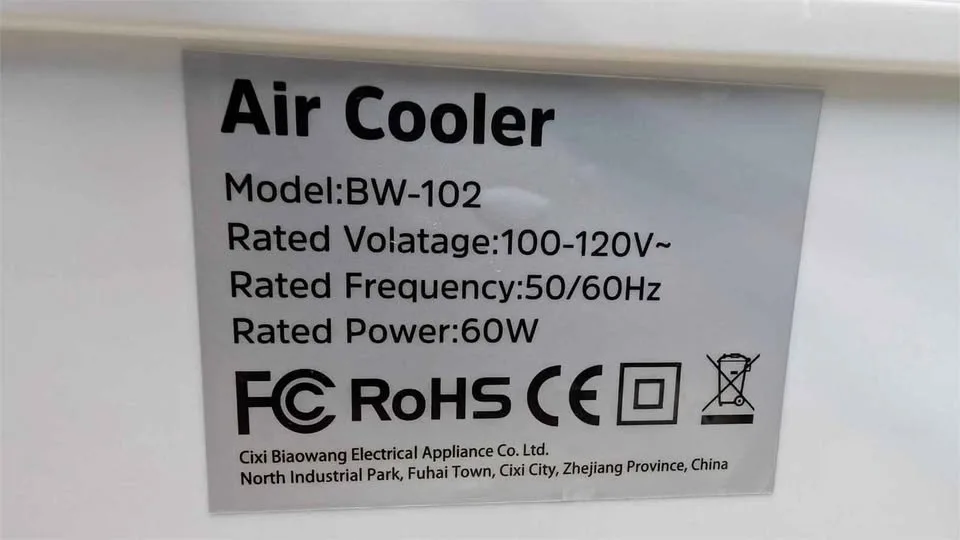 Air Cooler
Model:BW-102
Rated Volatage:100-120V~
Rated Frequency:50/60Hz
Rated Power:60W
FC RoHS CE
Cixi Biaowang Electrical Appliance Co. Ltd.
North Industrial Park, Fuhai Town, Cixi City, Zhejiang Province, China